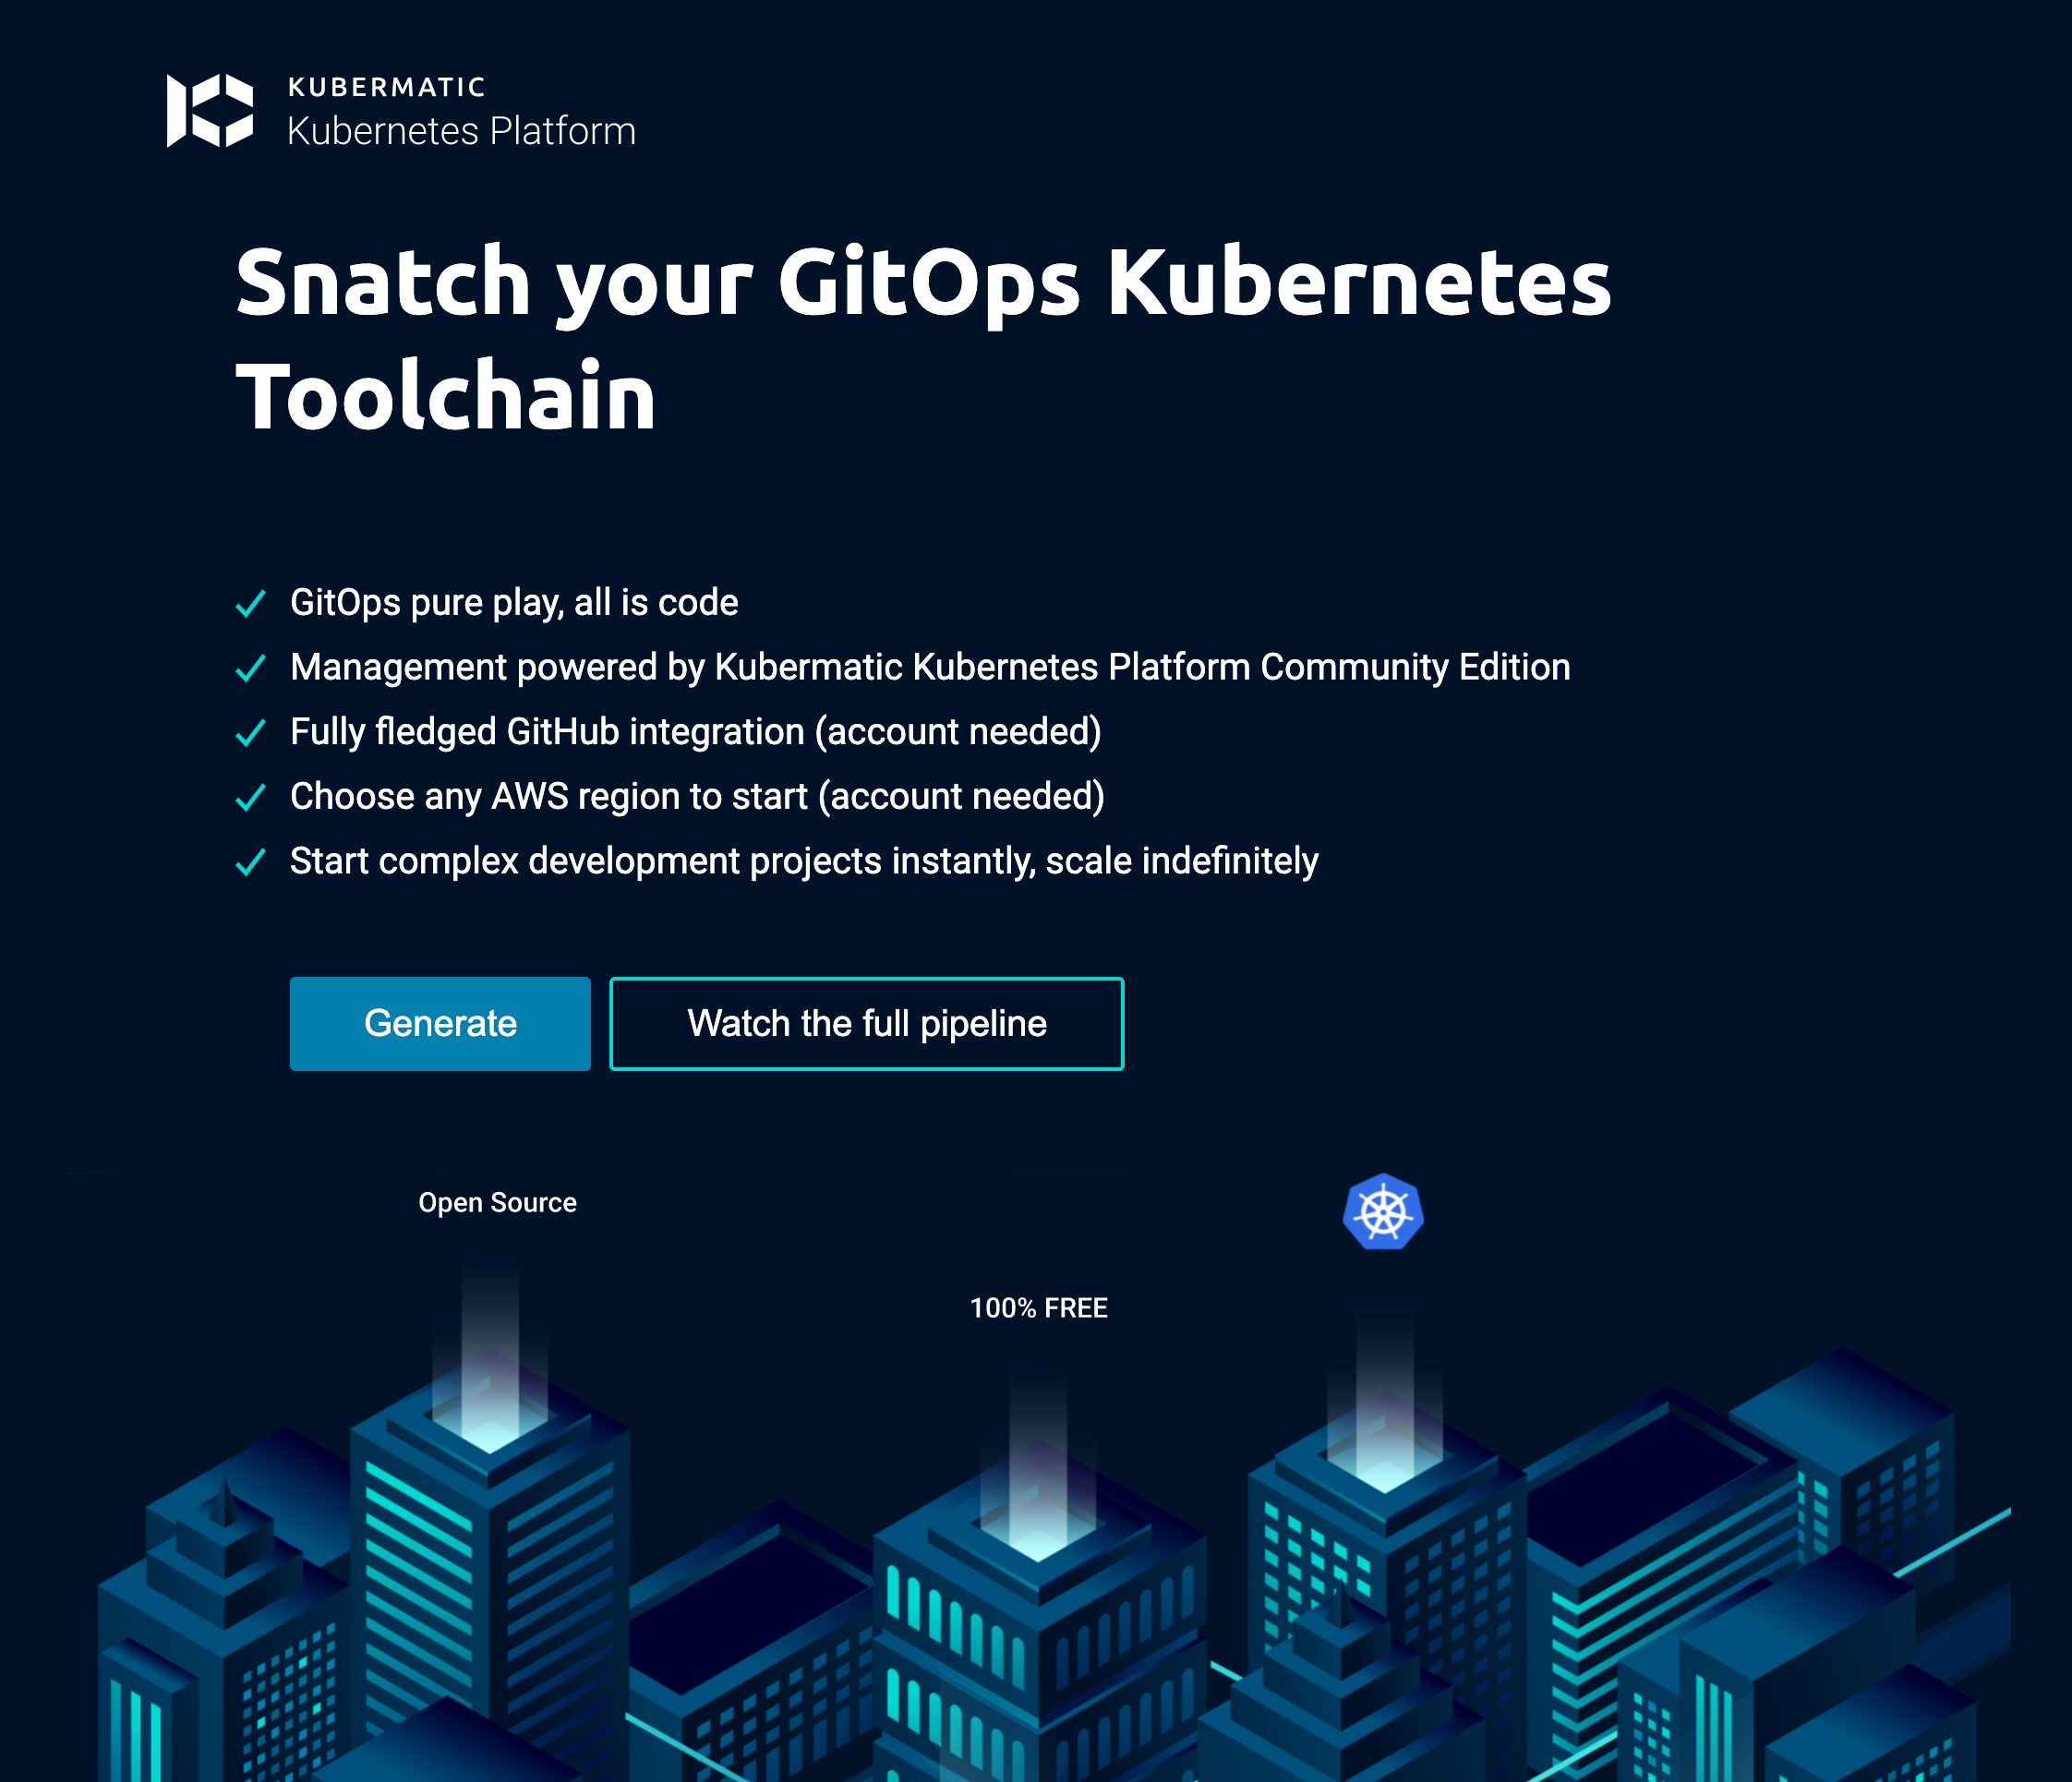 KUBERMATIC
Kubernetes Platform
Snatch your GitOps Kubernetes
Toolchain
GitOps pure play, all is code
Management powered by Kubermatic Kubernetes Platform Community Edition
Fully fledged GitHub integration (account needed)
Choose any AWS region to start (account needed)
Start complex development projects instantly, scale indefinitely
Generate
Watch the full pipeline
Open Source
100% FREE